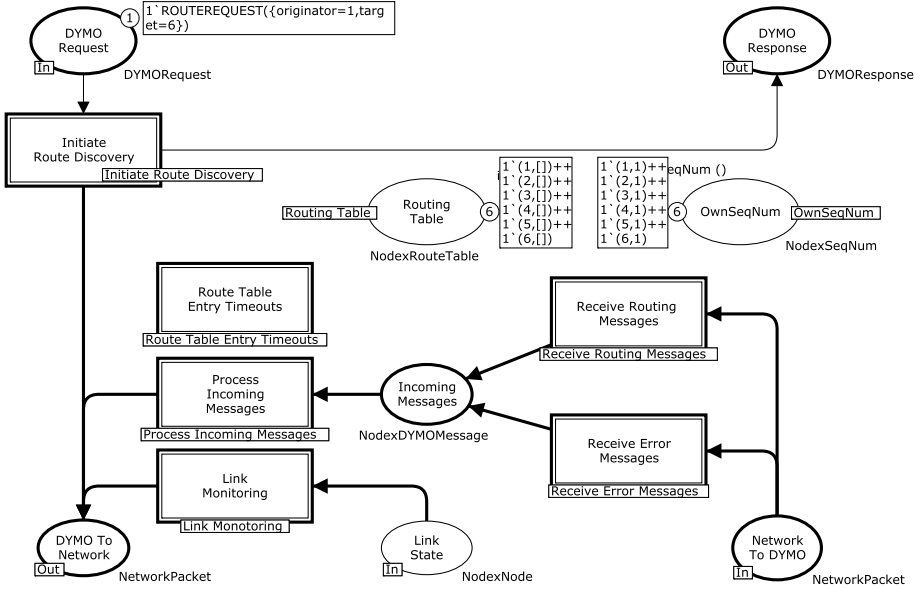 1
1`ROUTEREQUEST({originator=1,targ
et=6})
DYMO
Request
In
DYMORequest
DYMO
Response
Out
DYMOResponse
Initiate
Route Discovery
Initiate Route Discovery
Routing
Table
Routing Table
NodexRouteTable
6
1`(1,[])++
1`(2,[])++
1`(3,[])++
1`(4,[])++
1`(5,[])++
1`(6,[])
1`(1,1)++
1`(2,1)++
1`(3,1)++
1`(4,1)++
1`(5,1)++
1`(6,1)
eqNum ()
6
OwnSeqNum
OwnSeqNum
NodexSeqNum
Route Table
Entry Timeouts
Route Table Entry Timeouts
Receive Routing
Messages
Receive Routing Messages
Process
Incoming
Messages
Process Incoming Messages
Incoming
Messages
NodexDYMOMessage
Receive Error
Messages
Receive Error Messages
Link
Monitoring
Link Monotoring
DYMO To
Network
Out
NetworkPacket
Link
State
In
NodexNode
Network
To DYMO
In
NetworkPacket